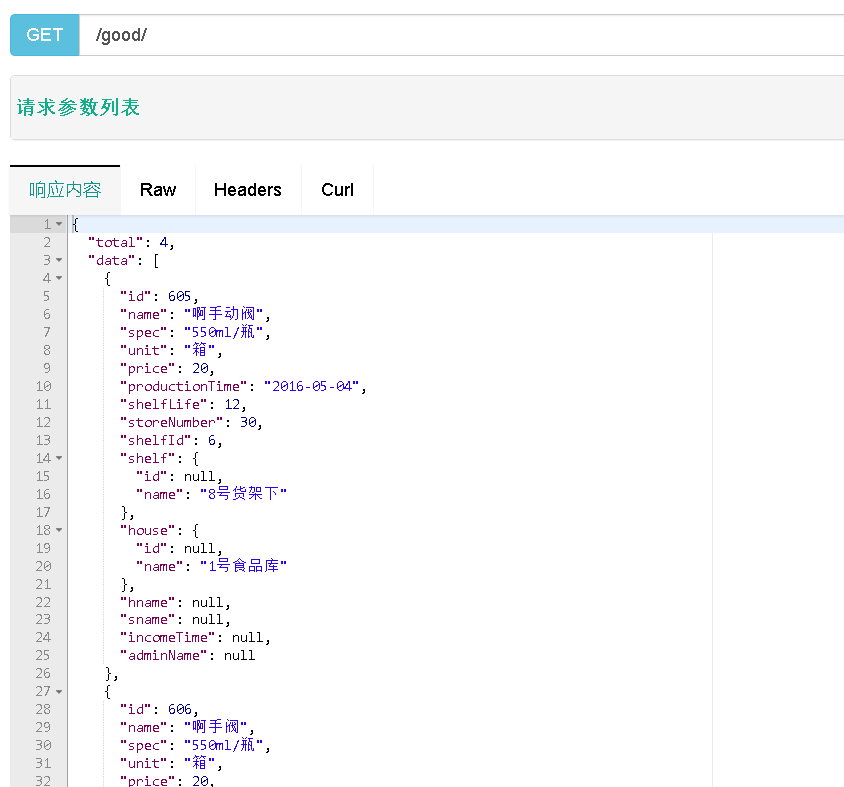 GET /good/
请求参数列表
响应内容 Raw Headers Curl
1 {
2 "total": 4,
3 "data": [
4 {
5 "id": 605,
6 "name": "啊手动阀",
7 "spec": "550ml/瓶",
8 "unit": "箱",
9 "price": 20,
10 "productionTime": "2016-05-04",
11 "shelfLife": 12,
12 "storeNumber": 30,
13 "shelfId": 6,
14 "shelf": {
15 "id": null,
16 "name": "8号货架下"
17 },
18 "house": {
19 "id": null,
20 "name": "1号食品库"
21 },
22 "hname": null,
23 "sname": null,
24 "incomeTime": null,
25 "adminName": null
26 },
27 {
28 "id": 606,
29 "name": "啊手阀",
30 "spec": "550ml/瓶",
31 "unit": "箱",
32 "price": 20,